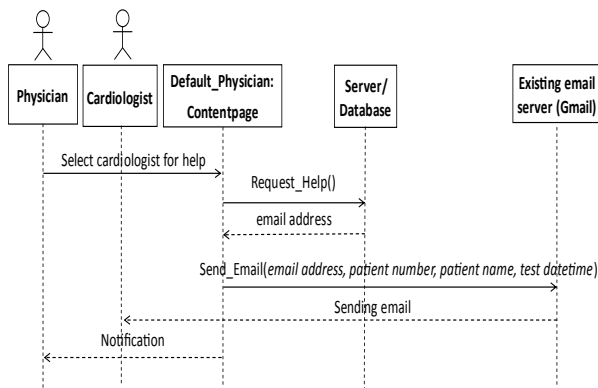 Physician
Cardiologist
Default_Physician:
Contentpage
Server/
Database
Existing email
server (Gmail)
Select cardiologist for help
Request_Help()
email address
Send_Email(email address, patient number, patient name, test datetime)
Sending email
Notification